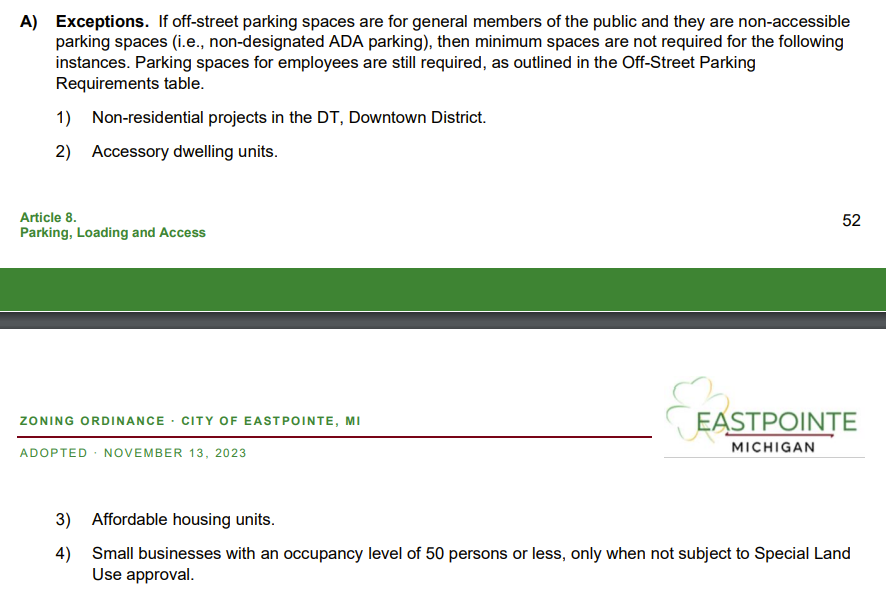 A) Exceptions. If off-street parking spaces are for general members of the public and they are non-accessible
parking spaces (i.e., non-designated ADA parking), then minimum spaces are not required for the following
instances. Parking spaces for employees are still required, as outlined in the Off-Street Parking
Requirements table.
1) Non-residential projects in the DT, Downtown District.
2) Accessory dwelling units.
Article 8.
52
Parking, Loading and Access
ZONING ORDINANCE · CITY OF EASTPOINTE, MI
ADOPTED · NOVEMBER 13, 2023
EASTPOINTE
MICHIGAN
3) Affordable housing units.
4) Small businesses with an occupancy level of 50 persons or less, only when not subject to Special Land
Use approval.